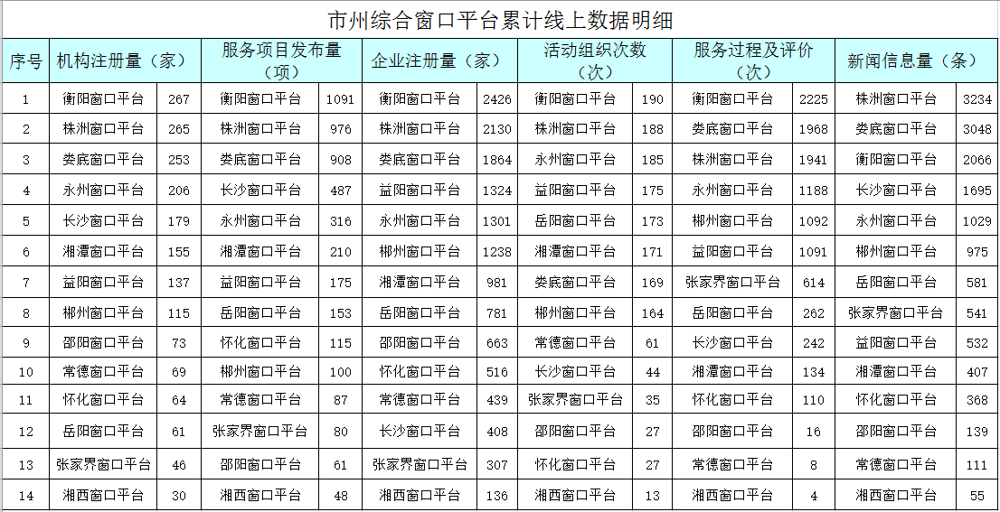 市州综合窗口平台累计线上数据明细
序号 机构注册量（家） 服务项目发布量（项） 企业注册量（家） 活动组织次数（次） 服务过程及评价（次） 新闻信息量（条）
1 衡阳窗口平台 267 衡阳窗口平台 1091 衡阳窗口平台 2426 衡阳窗口平台 190 衡阳窗口平台 2225 株洲窗口平台 3234
2 株洲窗口平台 265 株洲窗口平台 976 株洲窗口平台 2130 株洲窗口平台 188 娄底窗口平台 1968 娄底窗口平台 3048
3 娄底窗口平台 253 娄底窗口平台 908 娄底窗口平台 1864 永州窗口平台 185 株洲窗口平台 1941 衡阳窗口平台 2066
4 永州窗口平台 206 长沙窗口平台 487 益阳窗口平台 1324 益阳窗口平台 175 永州窗口平台 1188 长沙窗口平台 1695
5 长沙窗口平台 179 永州窗口平台 316 永州窗口平台 1301 岳阳窗口平台 173 郴州窗口平台 1092 永州窗口平台 1029
6 湘潭窗口平台 155 湘潭窗口平台 210 郴州窗口平台 1238 湘潭窗口平台 171 益阳窗口平台 1091 郴州窗口平台 975
7 益阳窗口平台 137 益阳窗口平台 175 湘潭窗口平台 981 娄底窗口平台 169 张家界窗口平台 614 岳阳窗口平台 581
8 郴州窗口平台 115 岳阳窗口平台 153 岳阳窗口平台 781 郴州窗口平台 164 岳阳窗口平台 262 张家界窗口平台 541
9 邵阳窗口平台 73 怀化窗口平台 115 邵阳窗口平台 663 常德窗口平台 61 长沙窗口平台 242 益阳窗口平台 532
10 常德窗口平台 69 郴州窗口平台 100 怀化窗口平台 516 长沙窗口平台 44 湘潭窗口平台 134 湘潭窗口平台 407
11 怀化窗口平台 64 常德窗口平台 87 常德窗口平台 439 张家界窗口平台 35 怀化窗口平台 110 怀化窗口平台 368
12 岳阳窗口平台 61 张家界窗口平台 80 长沙窗口平台 408 邵阳窗口平台 27 邵阳窗口平台 16 邵阳窗口平台 139
13 张家界窗口平台 46 邵阳窗口平台 61 张家界窗口平台 307 怀化窗口平台 27 常德窗口平台 8 常德窗口平台 111
14 湘西窗口平台 30 湘西窗口平台 48 湘西窗口平台 136 湘西窗口平台 13 湘西窗口平台 4 湘西窗口平台 55